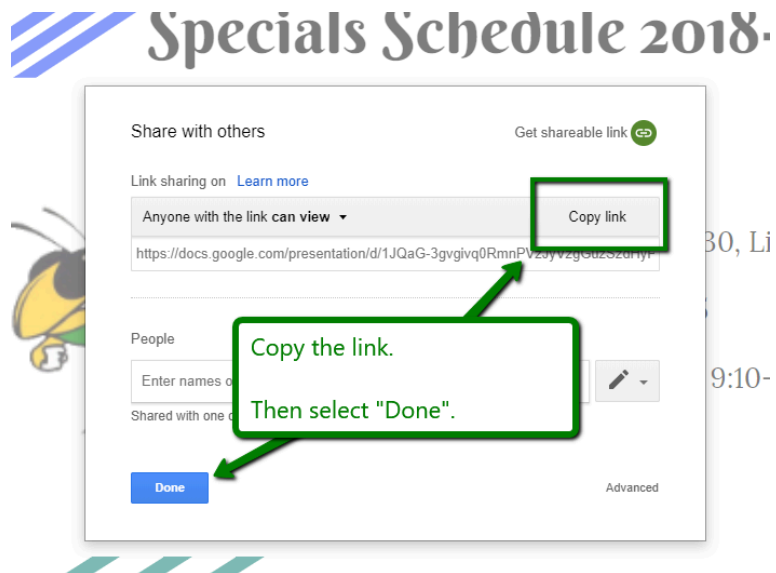 Specials Schedule 2018-
Share with others
Get shareable link
Link sharing on Learn more
Anyone with the link can view
Copy link
https://docs.google.com/presentation/d/1JQaG-3gvgivq0RmnPV
30, Li
People
Copy the link.
Enter names o
9:10-
Then select "Done".
Shared with one
Done
Advanced